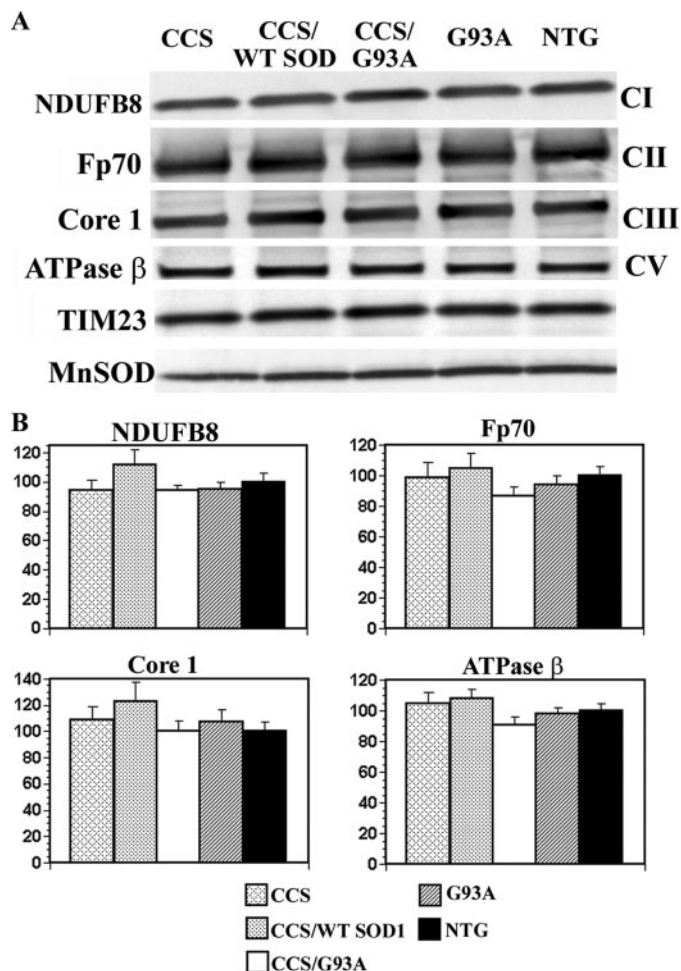 A
CCS CCS/WT SOD CCS/G93A G93A NTG
NDUFB8 CI
Fp70 CII
Core 1 CIII
ATPase β CV
TIM23
MnSOD
B
NDUFB8
120
100
80
60
40
20
0
Fp70
120
100
80
60
40
20
0
Core 1
140
120
100
80
60
40
20
0
ATPase β
120
100
80
60
40
20
0
CCS
G93A
CCS/WT SOD1
NTG
CCS/G93A